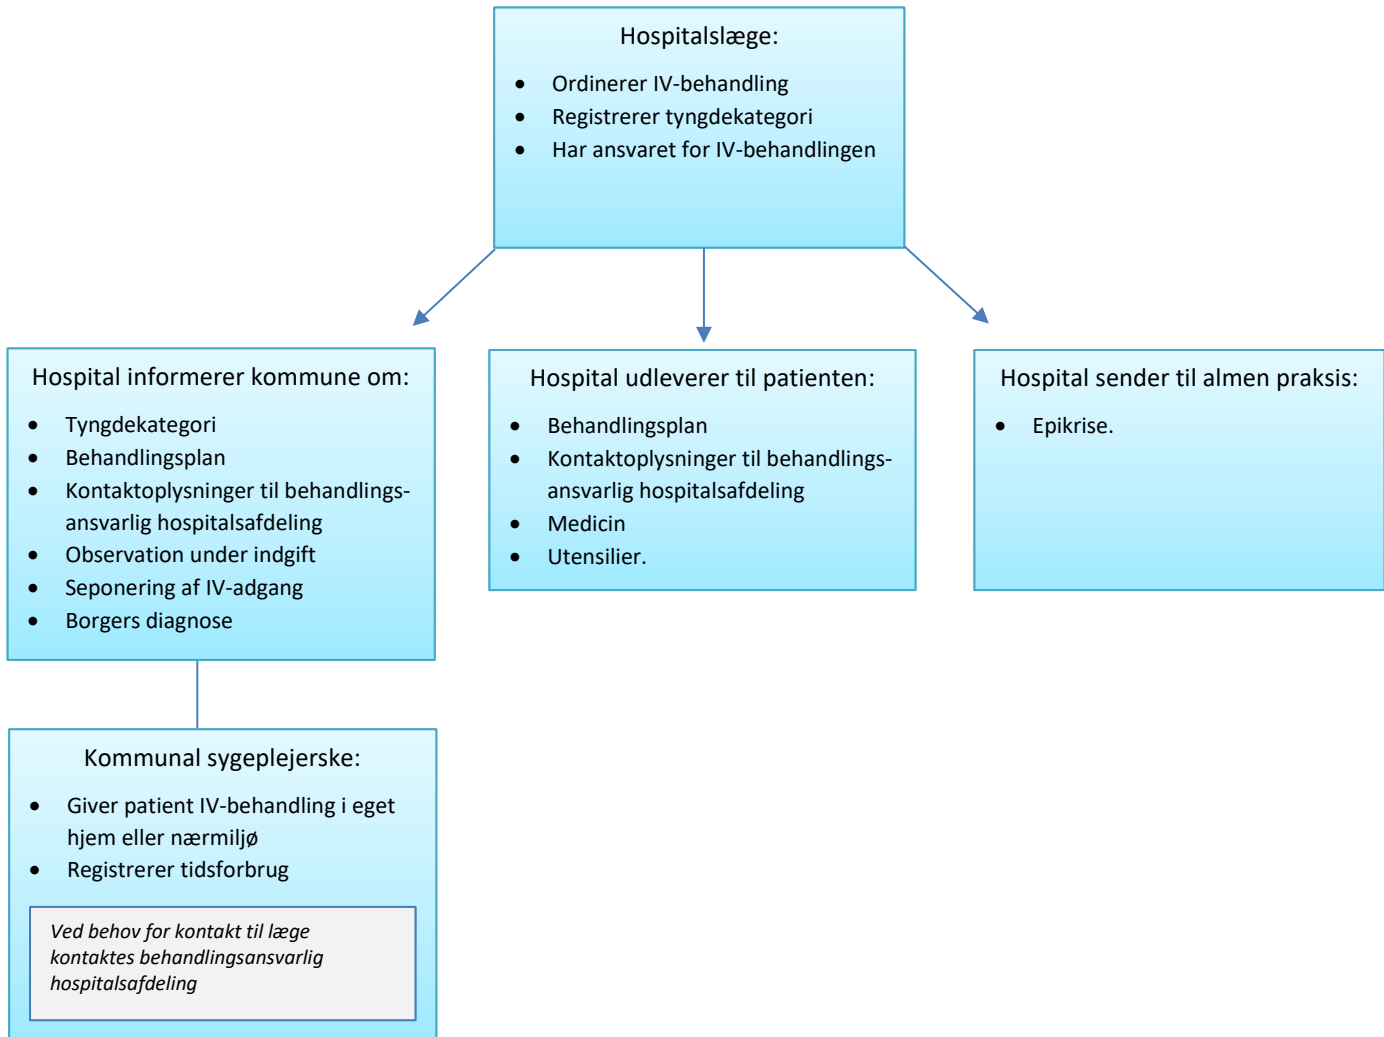 Hospitalslæge:
• Ordinerer IV-behandling
• Registrerer tyngdekategori
• Har ansvaret for IV-behandlingen
Hospital informerer kommune om:
• Tyngdekategori
• Behandlingsplan
• Kontaktoplysninger til behandlings-
ansvarlig hospitalsafdeling
• Observation under indgift
• Seponering af IV-adgang
• Borgers diagnose
Hospital udleverer til patienten:
• Behandlingsplan
• Kontaktoplysninger til behandlings-
ansvarlig hospitalsafdeling
• Medicin
• Utensilier.
Hospital sender til almen praksis:
• Epikrise.
Kommunal sygeplejerske:
• Giver patient IV-behandling i eget
hjem eller nærmiljø
• Registrerer tidsforbrug
Ved behov for kontakt til læge
kontaktes behandlingsansvarlig
hospitalsafdeling